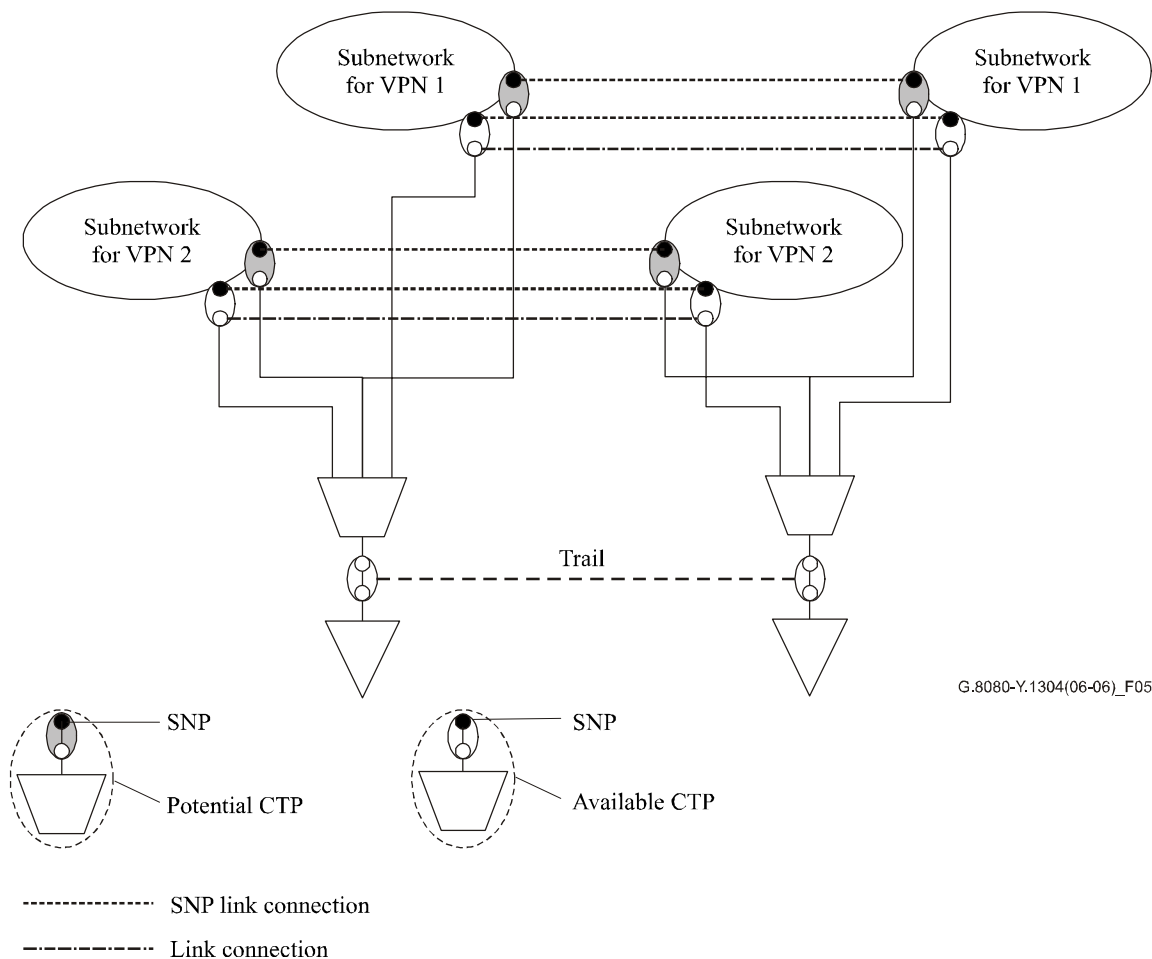 Subnetwork
for VPN 1
Subnetwork
for VPN 1
Subnetwork
for VPN 2
Subnetwork
for VPN 2
Trail
G.8080-Y.1304(06-06)_F05
SNP
SNP
Potential CTP
Available CTP
SNP link connection
Link connection